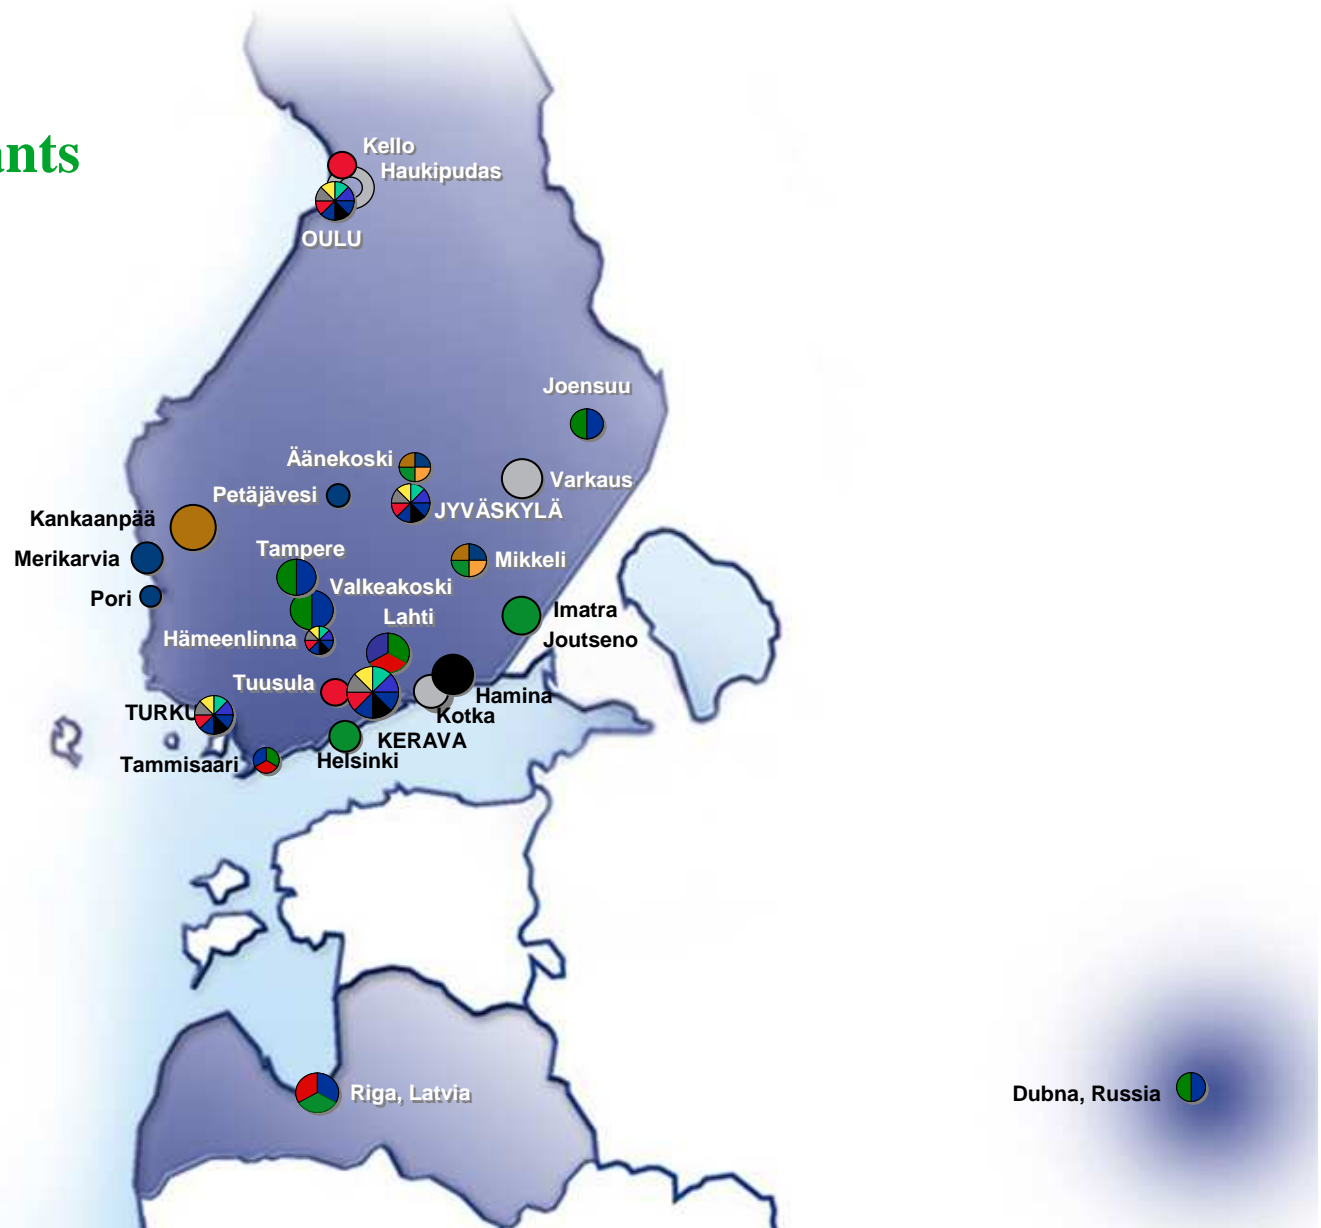 ants
Kello
Haukipudas
OULU
Joensuu
Äänekoski
Varkaus
Petäjävesi
JYVÄSKYLÄ
Kankaanpää
Tampere
Merikarvia
Mikkeli
Valkeakoski
Pori
Imatra
Lahti
Hämeenlinna
Joutseno
Tuusula
Hamina
TURKU
Kotka
KERAVA
Helsinki
Tammisaari
Riga, Latvia
Dubna, Russia